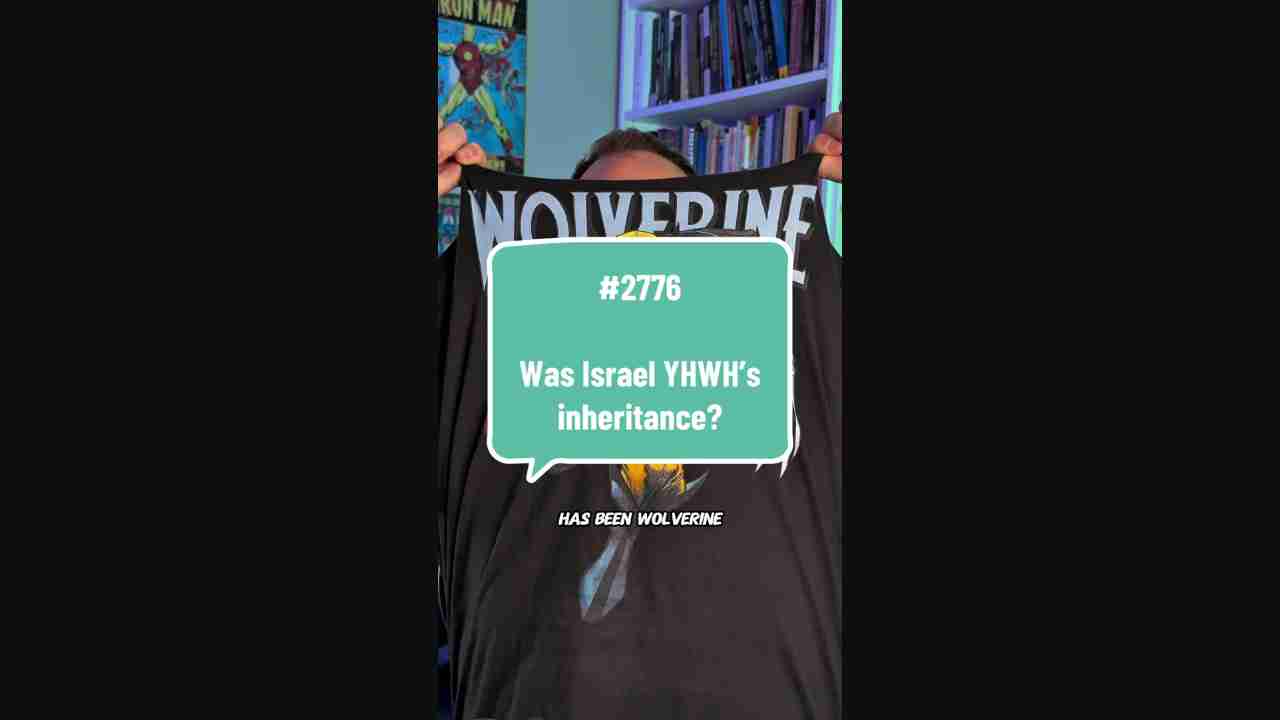 IRON MAN
WOLVERINE
#2776
Was Israel YHWH’s
inheritance?
HAS BEEN WOLVERINE